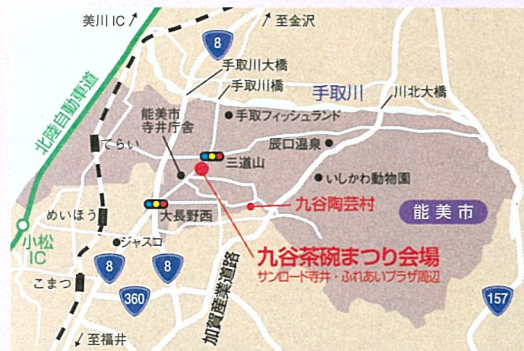 美川IC
至金沢
8
手取川大橋
手取川橋
手取川
川北大橋
北陸自動車道
能美市
寺井庁舎
手取フィッシュランド
てらい
三道山
辰口温泉
いしかわ動物園
九谷陶芸村
能美市
めいほう
大長野西
小松
IC
ジャスコ
九谷茶碗まつり会場
サンロード寺井・ふれあいプラザ周辺
8
8
こまつ
360
加賀産業道路
157
至福井